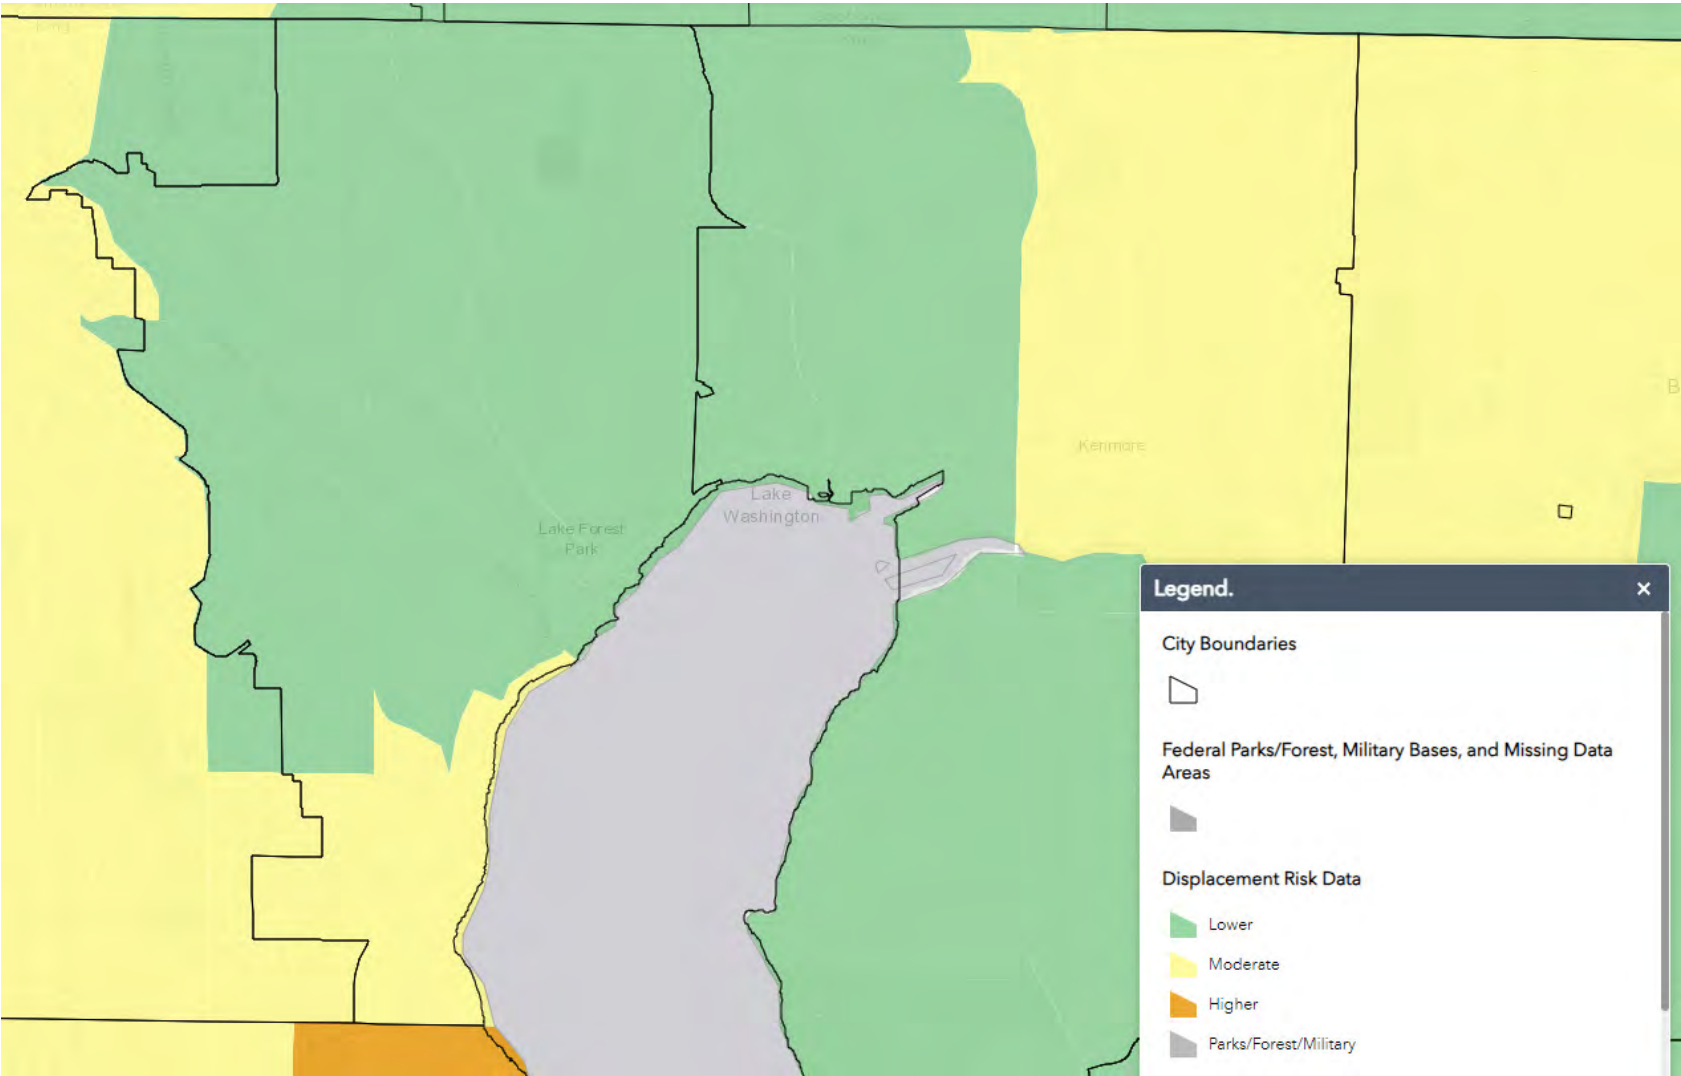 Lake
Washington
Kenmore
B
Lake Forest
Park
Legend.
City Boundaries
Federal Parks/Forest, Military Bases, and Missing Data
Areas
Displacement Risk Data
Lower
Moderate
Higher
Parks/Forest/Military